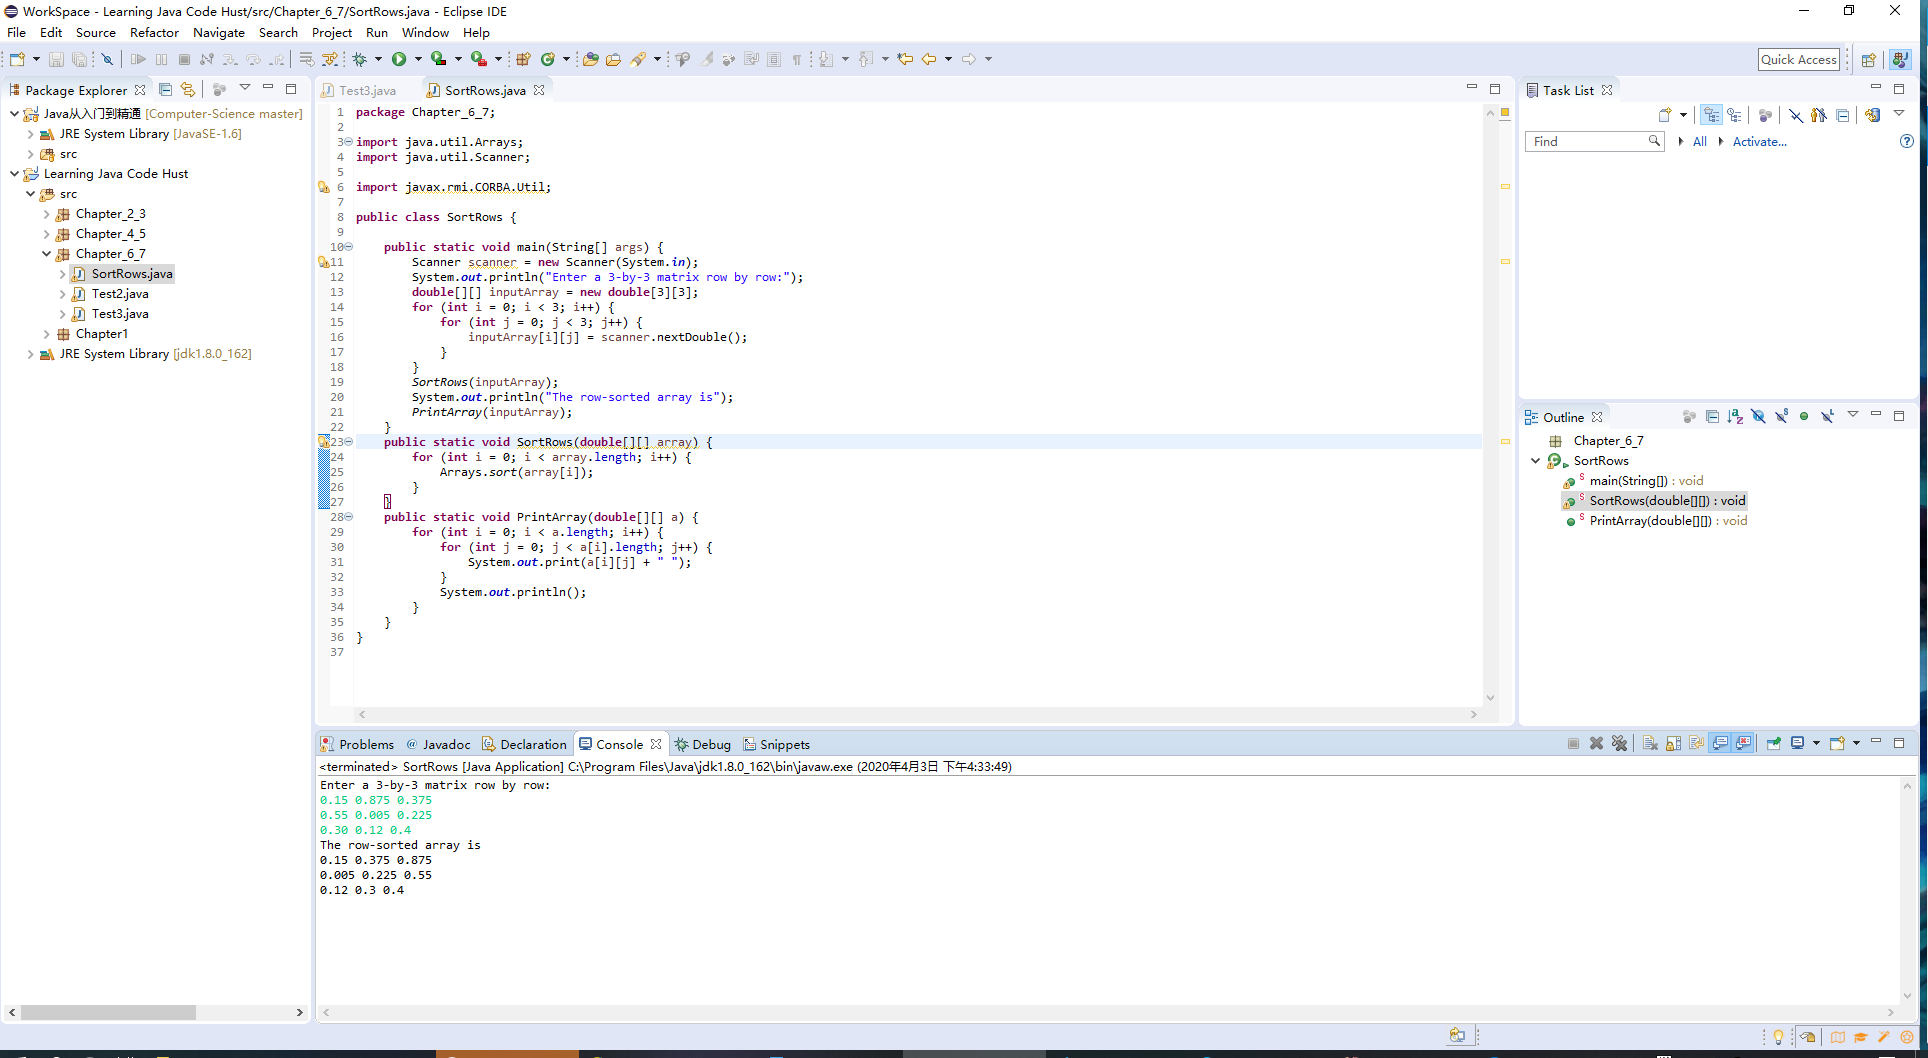 WorkSpace - Learning Java Code Hust/src/Chapter_6_7/SortRows.java - Eclipse IDE
File Edit Source Refactor Navigate Search Project Run Window Help
Quick Access
Package Explorer
Java从入门到精通 [Computer-Science master]
JRE System Library [JavaSE-1.6]
src
Learning Java Code Hust
src
Chapter_2_3
Chapter_4_5
Chapter_6_7
SortRows.java
Test2.java
Test3.java
Chapter1
JRE System Library [jdk1.8.0_162]
Test3.java SortRows.java
1 package Chapter_6_7;
2
3 import java.util.Arrays;
4 import java.util.Scanner;
5
6 import javax.rmi.CORBA.Util;
7
8 public class SortRows {
9
10 public static void main(String[] args) {
11 Scanner scanner = new Scanner(System.in);
12 System.out.println("Enter a 3-by-3 matrix row by row:");
13 double[][] inputArray = new double[3][3];
14 for (int i = 0; i < 3; i++) {
15 for (int j = 0; j < 3; j++) {
16 inputArray[i][j] = scanner.nextDouble();
17 }
18 }
19 SortRows(inputArray);
20 System.out.println("The row-sorted array is");
21 PrintArray(inputArray);
22 }
23 public static void SortRows(double[][] array) {
24 for (int i = 0; i < array.length; i++) {
25 Arrays.sort(array[i]);
26 }
27 }
28 public static void PrintArray(double[][] a) {
29 for (int i = 0; i < a.length; i++) {
30 for (int j = 0; j < a[i].length; j++) {
31 System.out.print(a[i][j] + " ");
32 }
33 System.out.println();
34 }
35 }
36 }
37
Task List
Find All Activate...
Outline
Chapter_6_7
SortRows
main(String[]) : void
SortRows(double[][]) : void
PrintArray(double[][]) : void
Problems Javadoc Declaration Console Debug Snippets
<terminated> SortRows [Java Application] C:\Program Files\Java\jdk1.8.0_162\bin\javaw.exe (2020年4月3日 下午4:33:49)
Enter a 3-by-3 matrix row by row:
0.15 0.875 0.375
0.55 0.005 0.225
0.30 0.12 0.4
The row-sorted array is
0.15 0.375 0.875
0.005 0.225 0.55
0.12 0.3 0.4